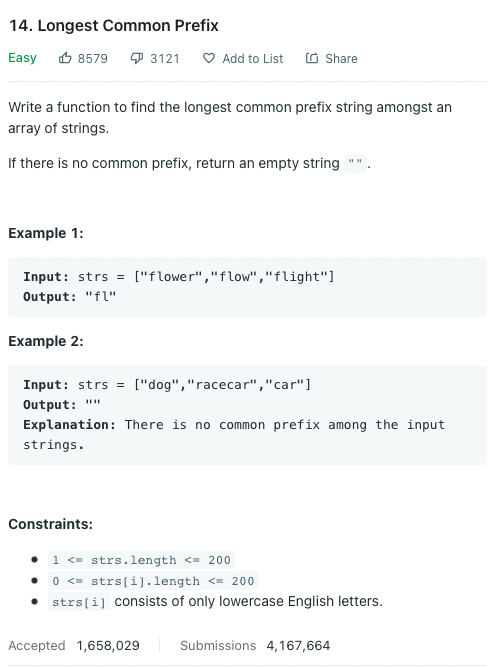 14. Longest Common Prefix
Easy 8579 3121 Add to List Share
Write a function to find the longest common prefix string amongst an
array of strings.
If there is no common prefix, return an empty string "".
Example 1:
Input: strs = ["flower","flow","flight"]
Output: "fl"
Example 2:
Input: strs = ["dog","racecar","car"]
Output: ""
Explanation: There is no common prefix among the input
strings.
Constraints:
• 1 <= strs.length <= 200
• 0 <= strs[i].length <= 200
• strs[i] consists of only lowercase English letters.
Accepted 1,658,029 Submissions 4,167,664